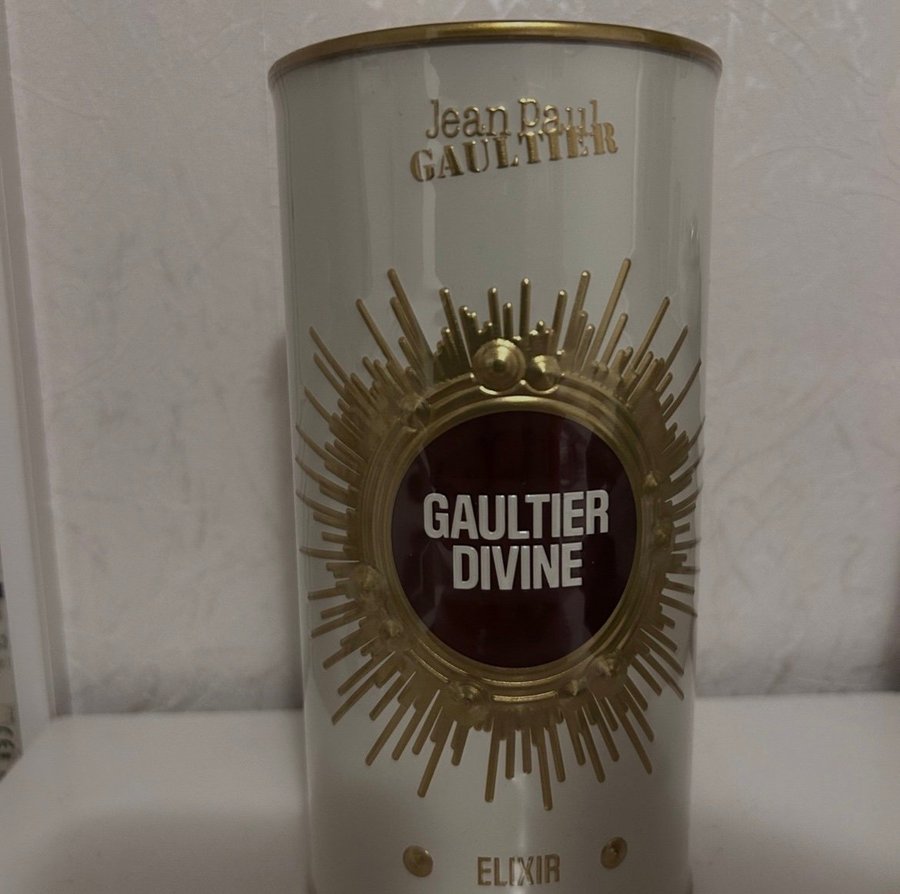 Jean Paul
GAULTIER
GAULTIER
DIVINE
ELIXIR